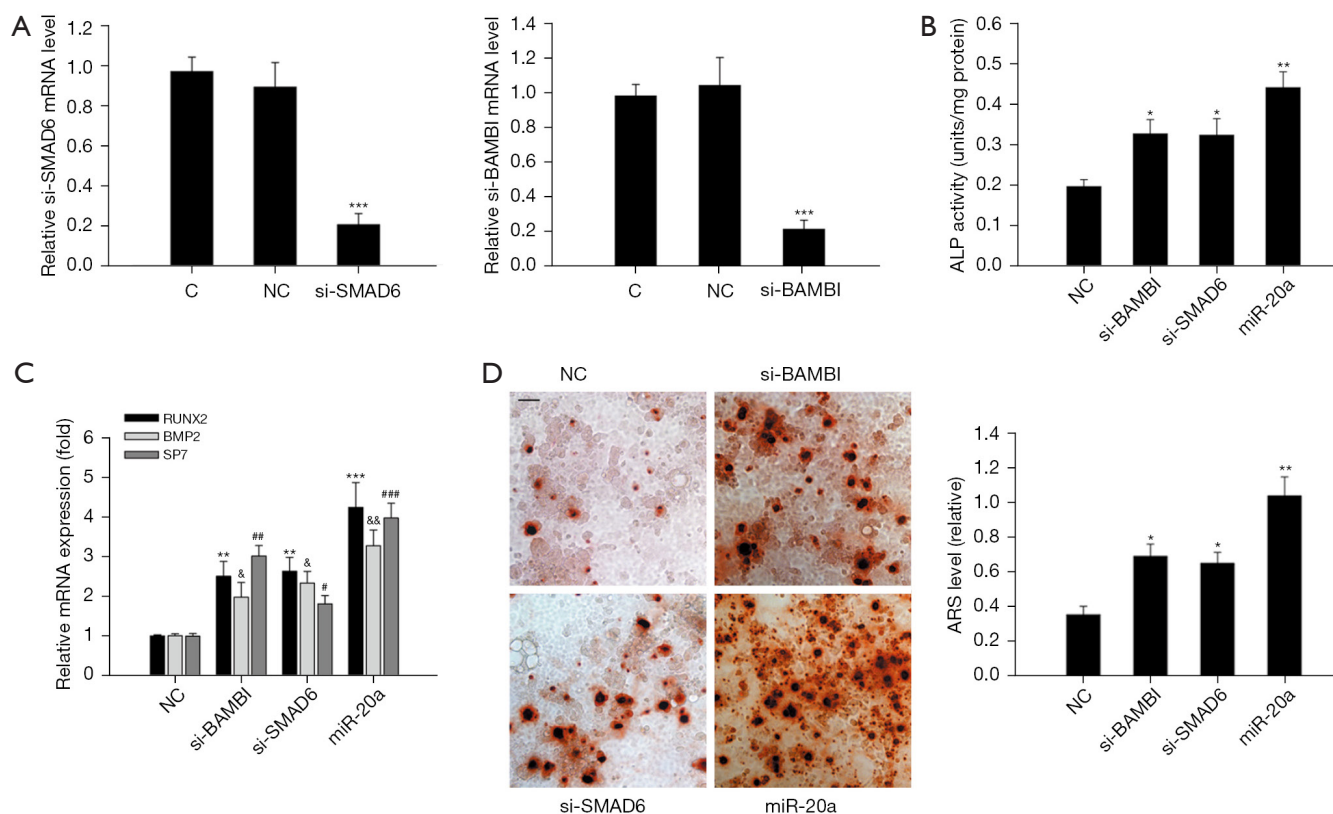 A
Relative si-SMAD6 mRNA level
1.2
1.0
0.8
0.6
0.4
0.2
0.0
***
C NC si-SMAD6
Relative si-BAMBI mRNA level
1.4
1.2
1.0
0.8
0.6
0.4
0.2
0.0
***
C NC si-BAMBI
B
ALP activity (units/mg protein)
0.6
0.5
0.4
0.3
0.2
0.1
0.0
* * **
NC si-BAMBI si-SMAD6 miR-20a
C
RUNX2
BMP2
SP7
Relative mRNA expression (fold)
6
5
4
3
2
1
0
** & ## ** & # *** && ###
NC si-BAMBI si-SMAD6 miR-20a
D
NC si-BAMBI
si-SMAD6 miR-20a
ARS level (relative)
1.4
1.2
1.0
0.8
0.6
0.4
0.2
0.0
* * **
NC si-BAMBI si-SMAD6 miR-20a